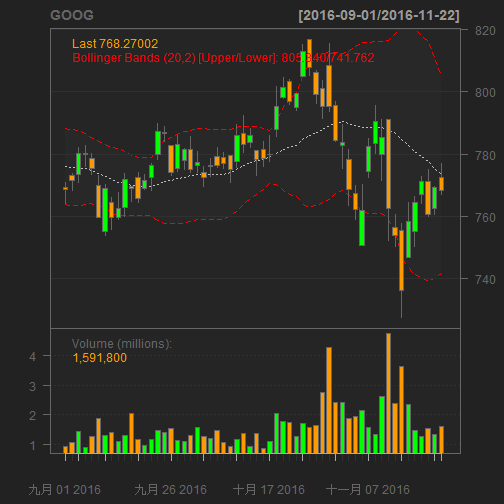 GOOG [2016-09-01/2016-11-22]
Last 768.27002
Bollinger Bands (20,2) [Upper/Lower]: 805.840/741.762
820
800
780
760
740
Volume (millions):
1,591,800
4
3
2
1
九月 01 2016 九月 26 2016 十月 17 2016 十一月 07 2016